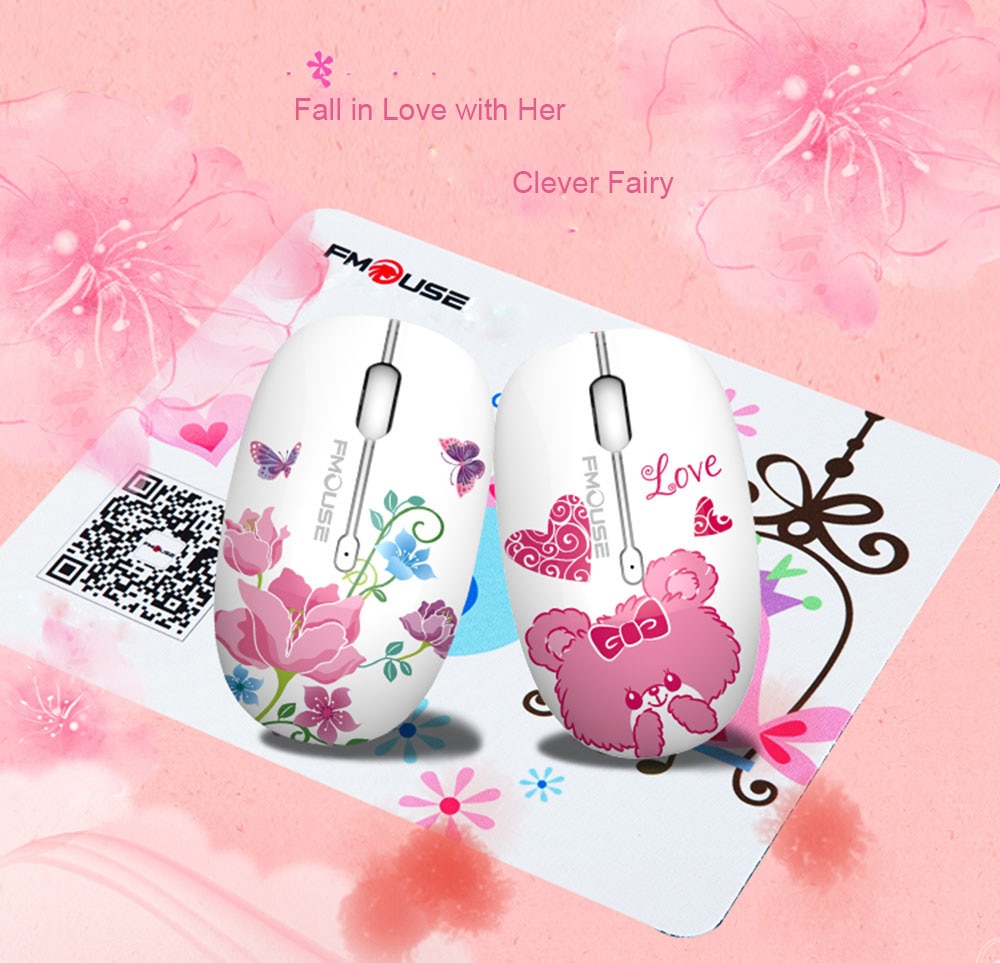 Fall in Love with Her
Clever Fairy
FMOUSE
FMOUSE
FMOUSE
Love